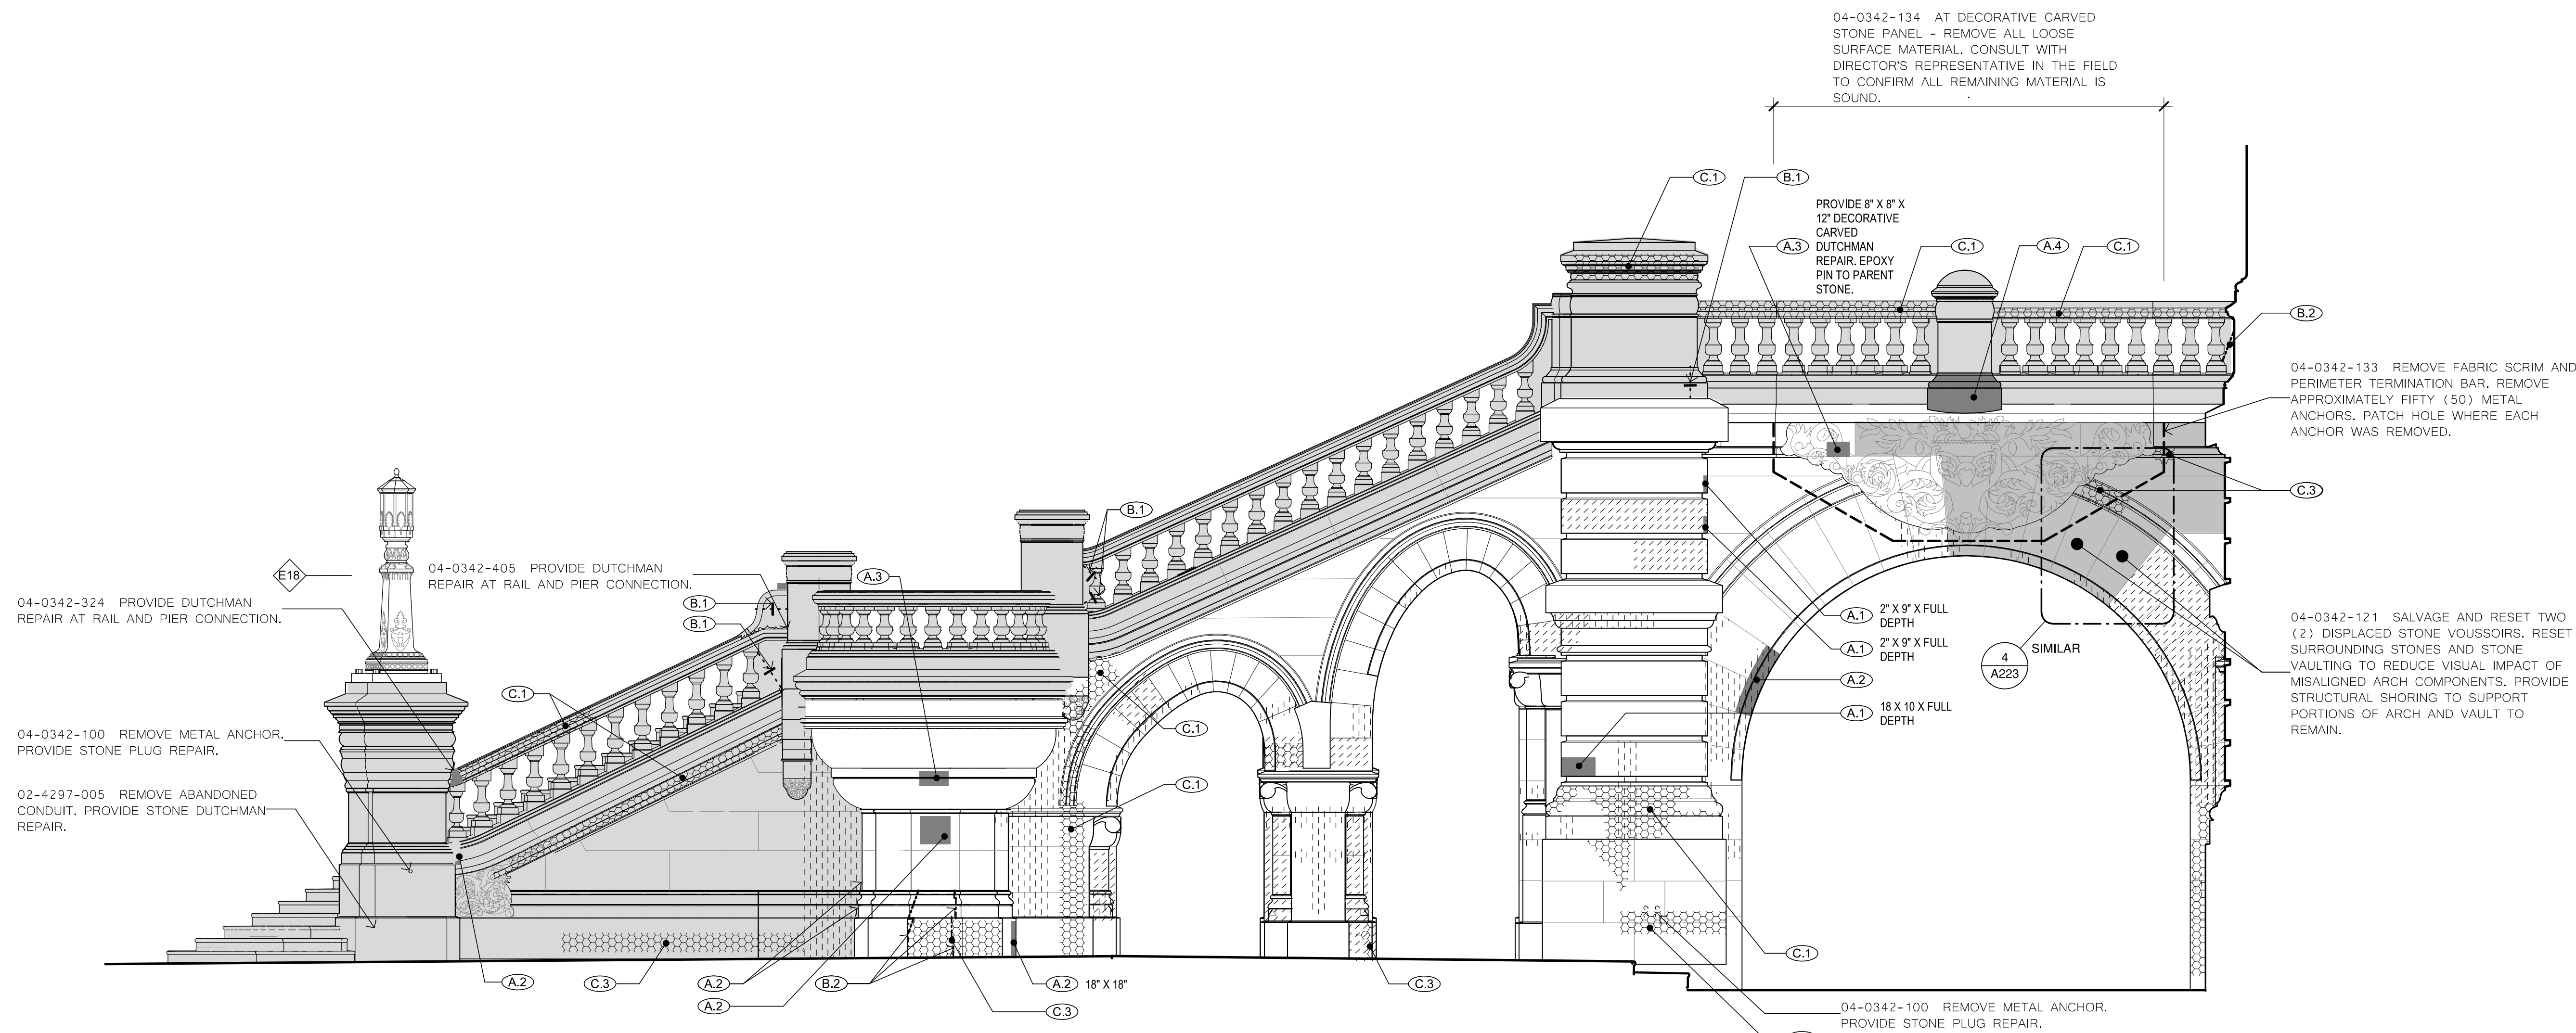 04-0342-134 AT DECORATIVE CARVED
STONE PANEL - REMOVE ALL LOOSE
SURFACE MATERIAL. CONSULT WITH
DIRECTOR'S REPRESENTATIVE IN THE FIELD
TO CONFIRM ALL REMAINING MATERIAL IS
SOUND.
C.1
B.1
PROVIDE 8" X 8" X
12" DECORATIVE
CARVED
DUTCHMAN
REPAIR. EPOXY
PIN TO PARENT
STONE.
A.3
C.1
A.4
C.1
B.2
04-0342-133 REMOVE FABRIC SCRIM AND
PERIMETER TERMINATION BAR. REMOVE
APPROXIMATELY FIFTY (50) METAL
ANCHORS. PATCH HOLE WHERE EACH
ANCHOR WAS REMOVED.
C.3
B.1
E18
04-0342-405 PROVIDE DUTCHMAN
REPAIR AT RAIL AND PIER CONNECTION.
A.3
B.1
B.1
04-0342-324 PROVIDE DUTCHMAN
REPAIR AT RAIL AND PIER CONNECTION.
A.1 2" X 9" X FULL
DEPTH
A.1 2" X 9" X FULL
DEPTH
A.2
A.1 18 X 10 X FULL
DEPTH
4
A223
SIMILAR
04-0342-121 SALVAGE AND RESET TWO
(2) DISPLACED STONE VOUSSOIRS. RESET
SURROUNDING STONES AND STONE
VAULTING TO REDUCE VISUAL IMPACT OF
MISALIGNED ARCH COMPONENTS. PROVIDE
STRUCTURAL SHORING TO SUPPORT
PORTIONS OF ARCH AND VAULT TO
REMAIN.
C.1
C.1
04-0342-100 REMOVE METAL ANCHOR.
PROVIDE STONE PLUG REPAIR.
C.1
02-4297-005 REMOVE ABANDONED
CONDUIT. PROVIDE STONE DUTCHMAN
REPAIR.
A.2
C.3
A.2
A.2
B.2
A.2 18" X 18"
C.3
C.3
C.1
04-0342-100 REMOVE METAL ANCHOR.
PROVIDE STONE PLUG REPAIR.